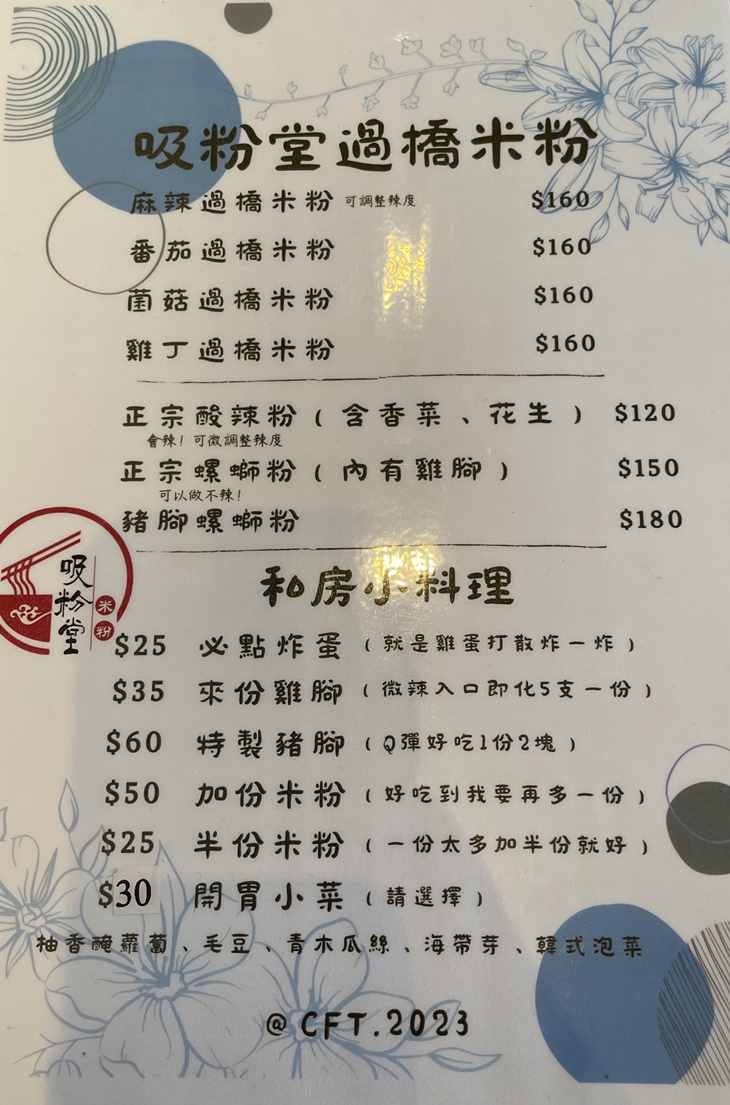 吸粉堂過橋米粉
麻辣過橋米粉 可調整辣度 $160
番茄過橋米粉 $160
菌菇過橋米粉 $160
雞丁過橋米粉 $160
正宗酸辣粉(含香菜、花生) $120
會辣!可微調整辣度
正宗螺螄粉(內有雞腳) $150
可以做不辣!
豬腳螺螄粉 $180
吸粉堂
米粉
和房小料理
$25 必點炸蛋(就是雞蛋打散炸一炸)
$35 來份雞腳(微辣入口即化5支一份)
$60 特製豬腳(Q彈好吃1份2塊)
$50 加份米粉(好吃到我要再多一份)
$25 半份米粉(一份太多加半份就好)
$30 開胃小菜(請選擇)
柚香醃蘿蔔、毛豆、青木瓜絲、海帶芽、韓式泡菜
@CFT.2023